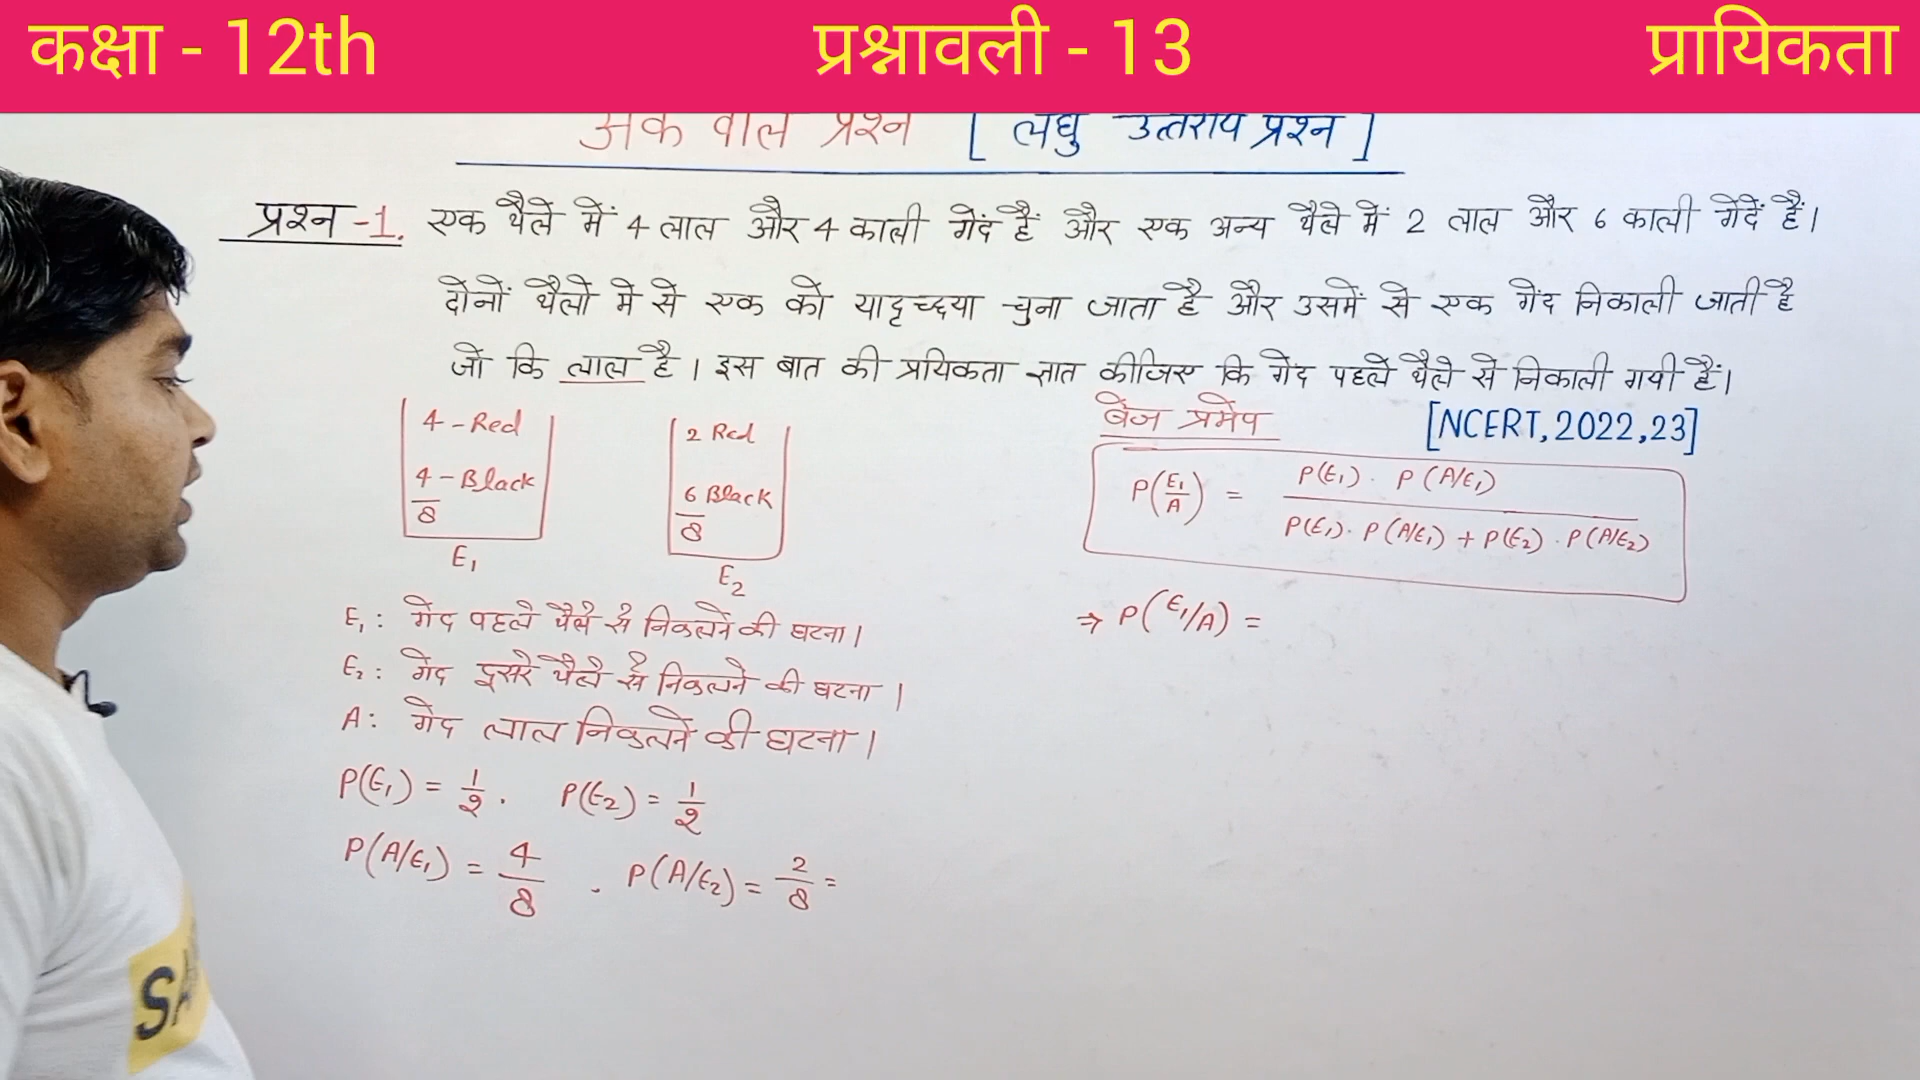 कक्षा - 12th प्रश्नावली - 13 प्रायिकता
अंक वाले प्रश्न [ लघु उत्तरीय प्रश्न ]
प्रश्न -1. एक थैले में 4 लाल और 4 काली गेंद हैं और एक अन्य थैले में 2 लाल और 6 काली गेदें हैं।
दोनों थैलो मे से एक को यादृच्छया चुना जाता है और उसमें से एक गेंद निकाली जाती है
जो कि लाल है। इस बात की प्रयिकता ज्ञात कीजिए कि गेंद पहले थैले से निकाली गयी हैं।
[NCERT, 2022, 23]
4 - Red
4 - Black
8
E₁
2 Red
6 Black
8
E₂
बेज प्रमेय
P(E₁/A) = P(E₁) . P(A/E₁) / P(E₁) . P(A/E₁) + P(E₂) . P(A/E₂)
⇒ P(E₁/A) =
E₁ : गेंद पहले थैले से निकलने की घटना।
E₂ : गेंद दूसरे थैले से निकलने की घटना।
A : गेंद लाल निकलने की घटना।
P(E₁) = 1/2 . P(E₂) = 1/2
P(A/E₁) = 4/8 . P(A/E₂) = 2/8 =
SA